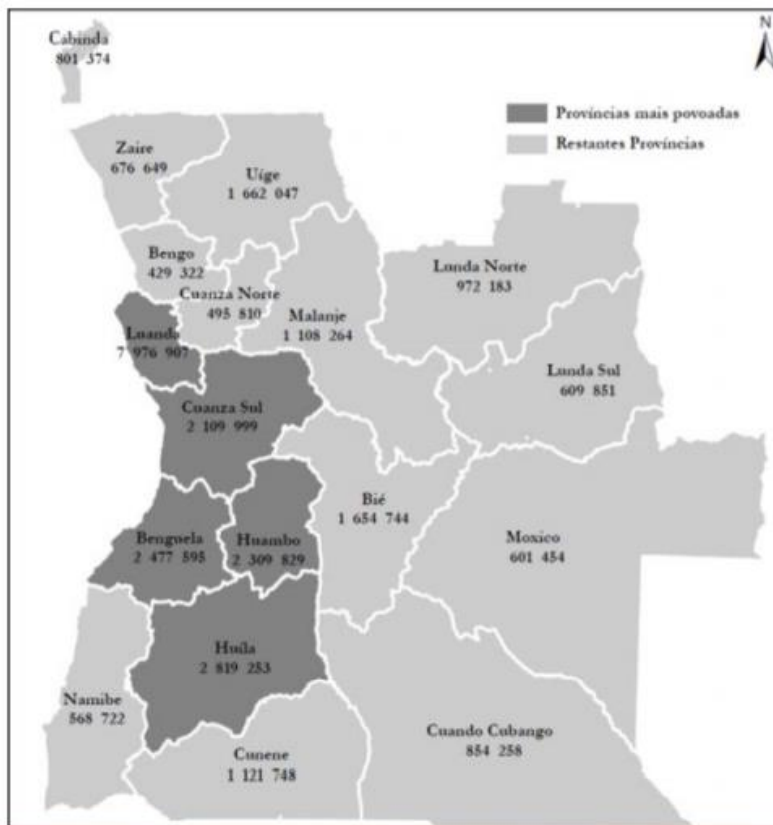 N
Cabinda
801 374
Províncias mais povoadas
Restantes Províncias
Zaire
676 649
Uíge
1 662 047
Bengo
429 322
Cuanza Norte
495 810
Lunda Norte
972 183
Malanje
1 108 264
Luanda
7 976 907
Lunda Sul
609 851
Cuanza Sul
2 109 999
Bié
1 654 744
Benguela
2 477 595
Huambo
2 309 829
Moxico
601 454
Huíla
2 819 253
Namibe
568 722
Cuando Cubango
854 258
Cunene
1 121 748